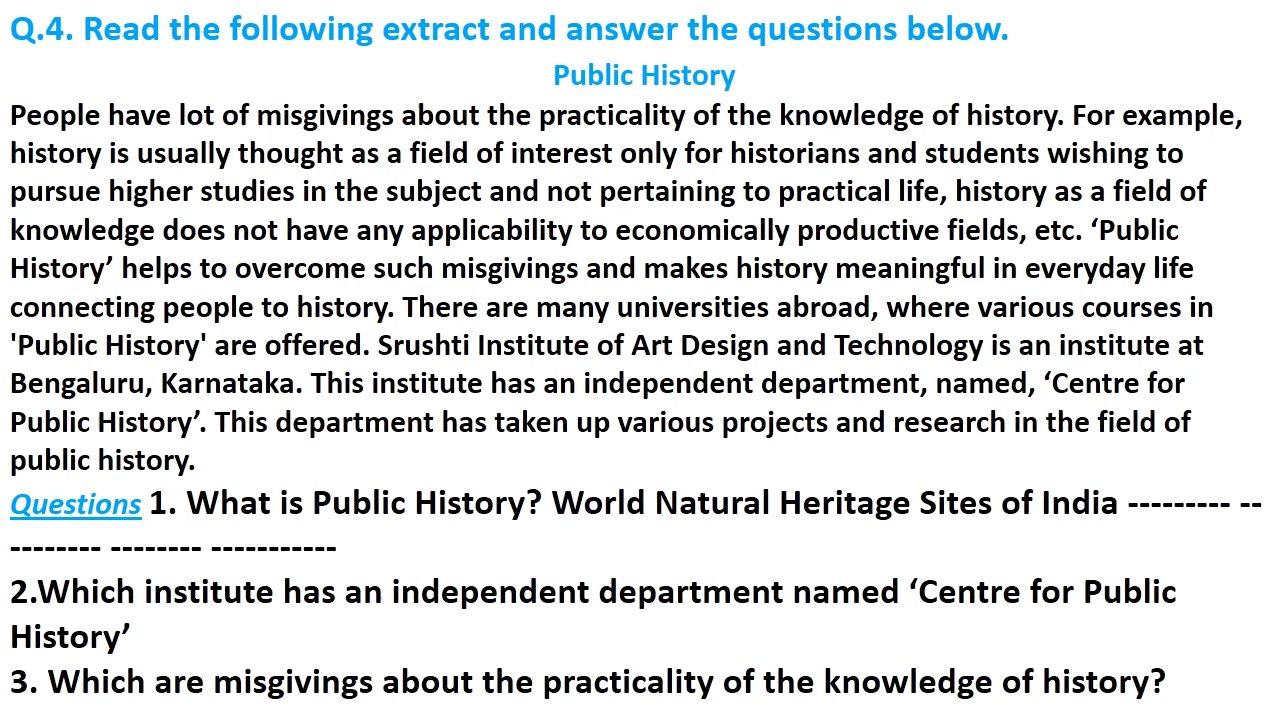 Q.4. Read the following extract and answer the questions below.
Public History
People have lot of misgivings about the practicality of the knowledge of history. For example,
history is usually thought as a field of interest only for historians and students wishing to
pursue higher studies in the subject and not pertaining to practical life, history as a field of
knowledge does not have any applicability to economically productive fields, etc. ‘Public
History’ helps to overcome such misgivings and makes history meaningful in everyday life
connecting people to history. There are many universities abroad, where various courses in
'Public History' are offered. Srushti Institute of Art Design and Technology is an institute at
Bengaluru, Karnataka. This institute has an independent department, named, ‘Centre for
Public History’. This department has taken up various projects and research in the field of
public history.
Questions 1. What is Public History? World Natural Heritage Sites of India --------- --
-------- -------- -----------
2.Which institute has an independent department named ‘Centre for Public
History’
3. Which are misgivings about the practicality of the knowledge of history?